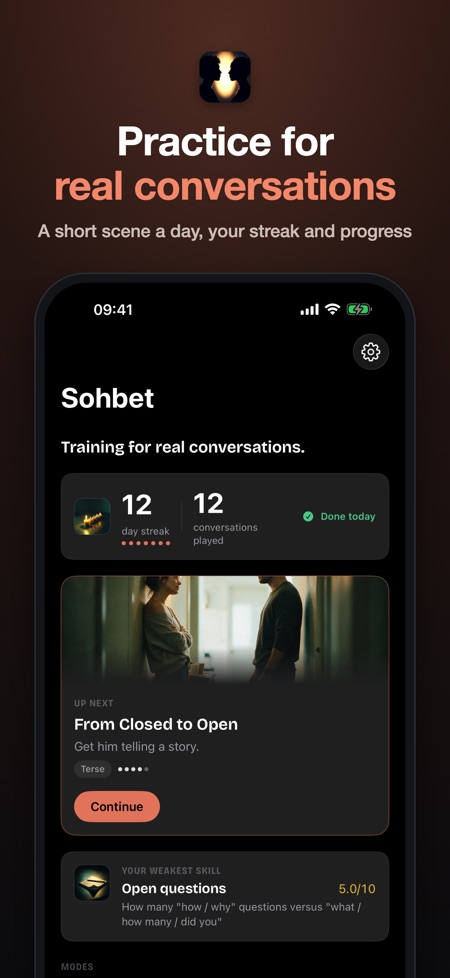 Practice for
real conversations
A short scene a day, your streak and progress
09:41
Sohbet
Training for real conversations.
12
day streak
12
conversations
played
Done today
UP NEXT
From Closed to Open
Get him telling a story.
Terse
Continue
YOUR WEAKEST SKILL
Open questions
5.0/10
How many "how / why" questions versus "what /
how many / did you"
MODES